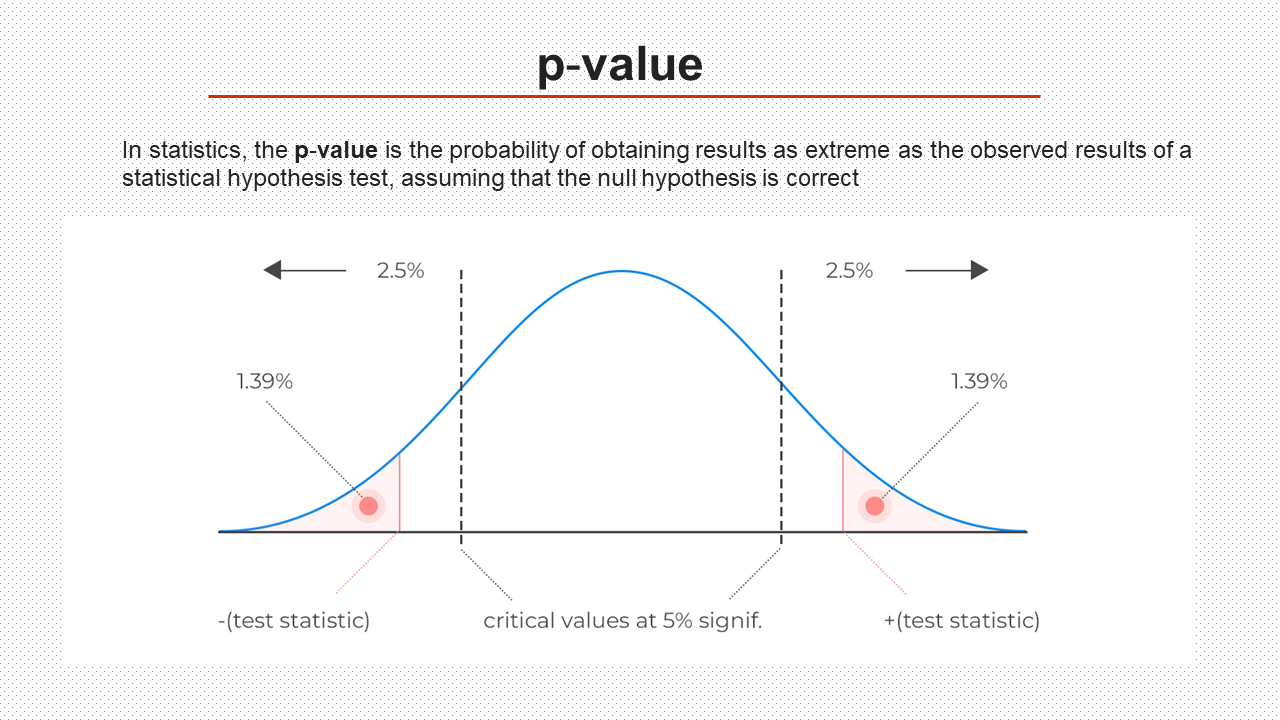 p-value
In statistics, the p-value is the probability of obtaining results as extreme as the observed results of a
statistical hypothesis test, assuming that the null hypothesis is correct
2.5%
2.5%
1.39%
1.39%
-(test statistic)
critical values at 5% signif.
+(test statistic)